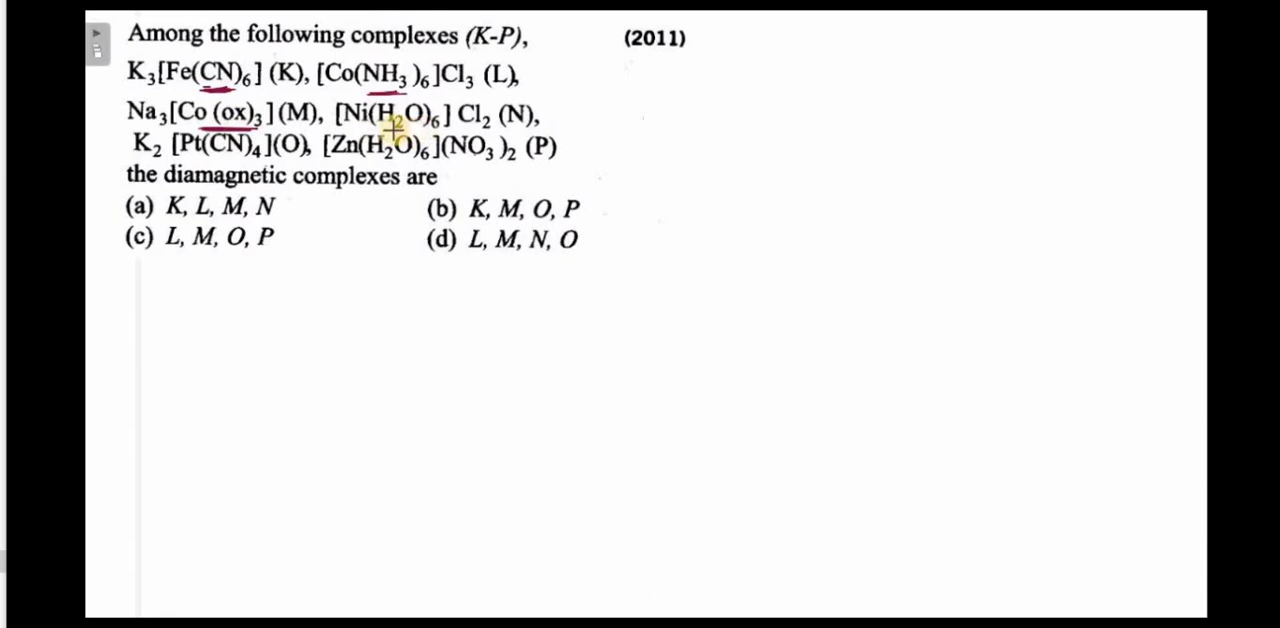 Among the following complexes (K-P), (2011)
K₃[Fe(CN)₆] (K), [Co(NH₃)₆]Cl₃ (L),
Na₃[Co (ox)₃] (M), [Ni(H₂O)₆] Cl₂ (N),
K₂ [Pt(CN)₄](O), [Zn(H₂O)₆](NO₃)₂ (P)
the diamagnetic complexes are
(a) K, L, M, N (b) K, M, O, P
(c) L, M, O, P (d) L, M, N, O